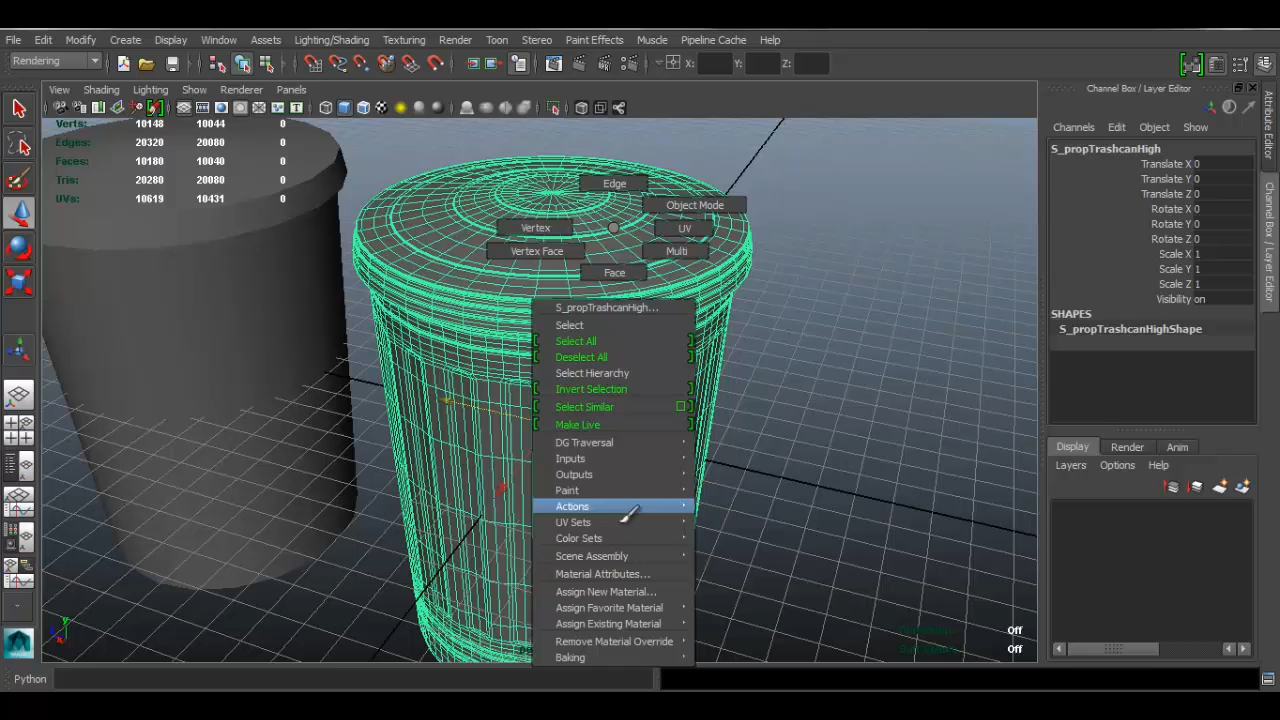 File Edit Modify Create Display Window Assets Lighting/Shading Texturing Render Toon Stereo Paint Effects Muscle Pipeline Cache Help
Rendering X: Y: Z:
View Shading Lighting Show Renderer Panels
Channel Box / Layer Editor
Verts: 10148 10044 0
Edges: 20320 20080 0
Faces: 10180 10040 0
Tris: 20280 20080 0
UVs: 10619 10431 0
Edge
Object Mode
Vertex
UV
Vertex Face
Multi
Face
S_propTrashcanHigh...
Select
Select All
Deselect All
Select Hierarchy
Invert Selection
Select Similar
Make Live
DG Traversal
Inputs
Outputs
Paint
Actions
UV Sets
Color Sets
Scene Assembly
Material Attributes...
Assign New Material...
Assign Favorite Material
Assign Existing Material
Remove Material Override
Baking
Off
Off
y
x
Channels Edit Object Show
S_propTrashcanHigh
Translate X 0
Translate Y 0
Translate Z 0
Rotate X 0
Rotate Y 0
Rotate Z 0
Scale X 1
Scale Y 1
Scale Z 1
Visibility on
SHAPES
S_propTrashcanHighShape
Display Render Anim
Layers Options Help
Attribute Editor
Channel Box / Layer Editor
Python